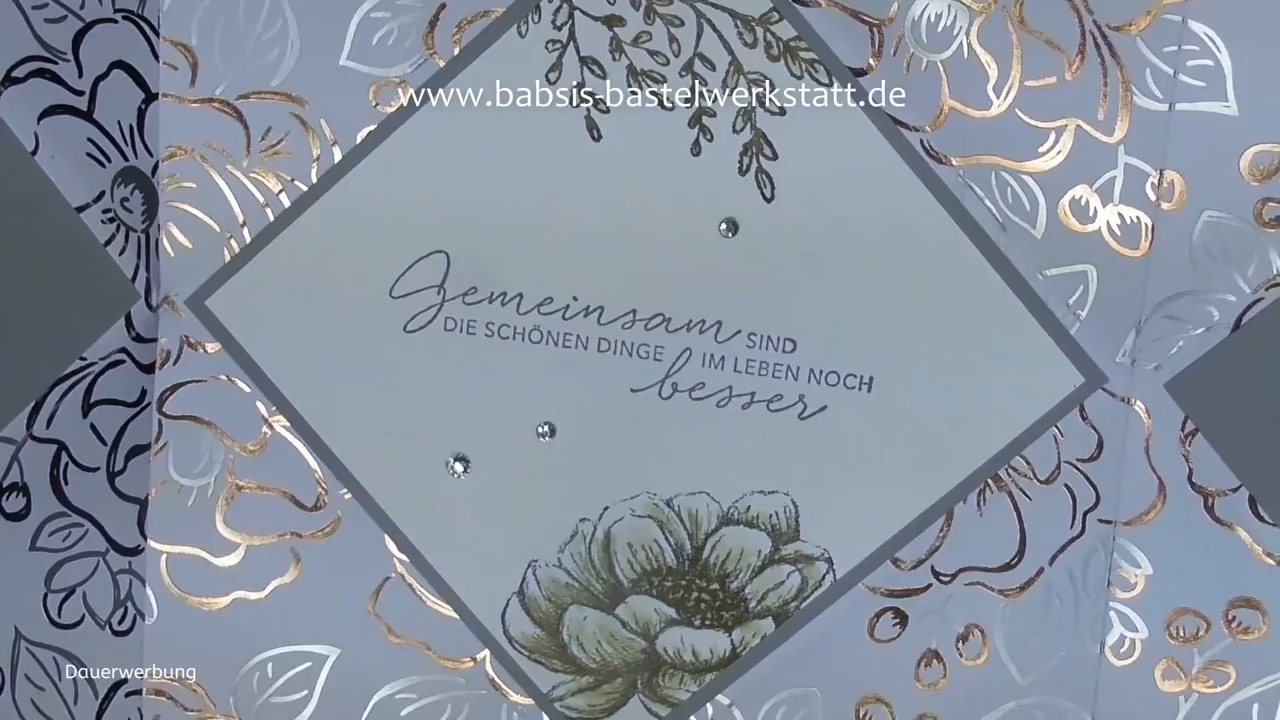 www.babsis-bastelwerkstatt.de
Gemeinsam SIND
DIE SCHÖNEN DINGE IM LEBEN NOCH
besser
Dauerwerbung